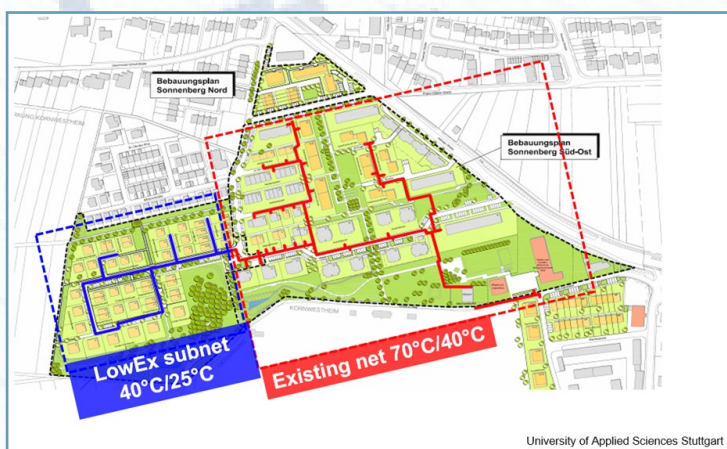 Bebauungsplan
Sonnenberg Nord
Bebauungsplan
Sonnenberg Süd-Ost
KORNWESTHEIM
LowEx subnet
40°C/25°C
Existing net 70°C/40°C
University of Applied Sciences Stuttgart